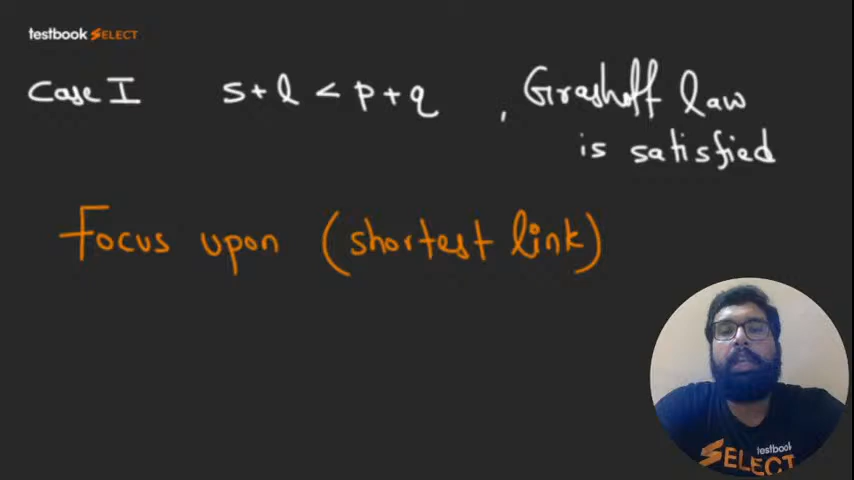 testbook SELECT
Case I s+l < p+q , Grashoff law
is satisfied
Focus upon (shortest link)
testbook
SELECT